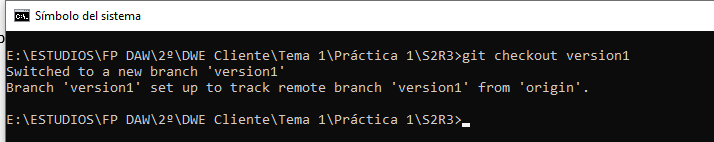 Símbolo del sistema
E:\ESTUDIOS\FP DAW\2º\DWE Cliente\Tema 1\Práctica 1\S2R3>git checkout version1
Switched to a new branch 'version1'
Branch 'version1' set up to track remote branch 'version1' from 'origin'.
E:\ESTUDIOS\FP DAW\2º\DWE Cliente\Tema 1\Práctica 1\S2R3>